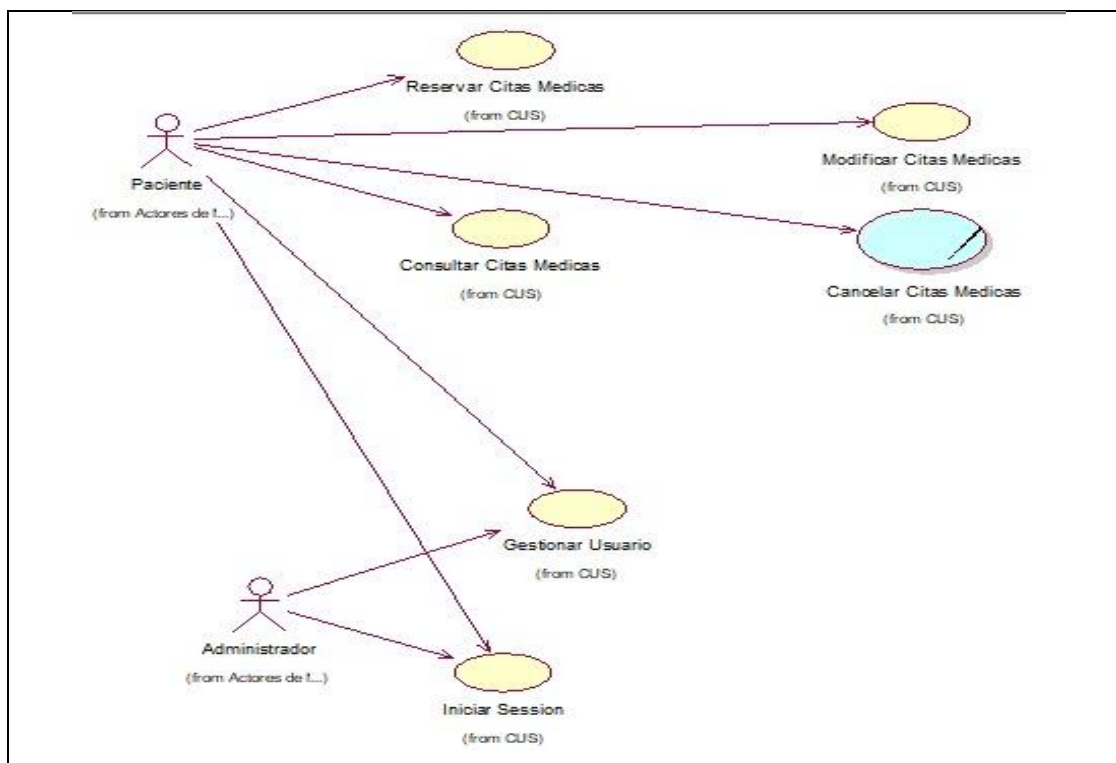 Reservar Citas Medicas
(from CUS)
Modificar Citas Medicas
(from CUS)
Paciente
(from Actores de N...)
Consultar Citas Medicas
(from CUS)
Cancelar Citas Medicas
(from CUS)
Gestionar Usuario
(from CUS)
Administrador
(from Actores de N...)
Iniciar Session
(from CUS)